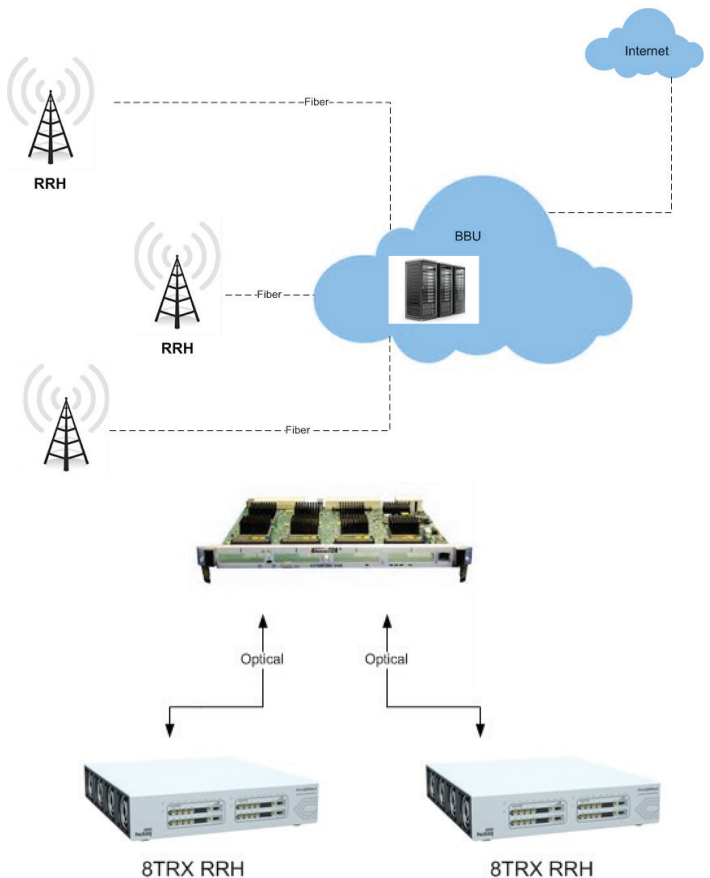 Internet
Fiber
RRH
BBU
Fiber
RRH
Fiber
Optical
Optical
8TRX RRH
8TRX RRH